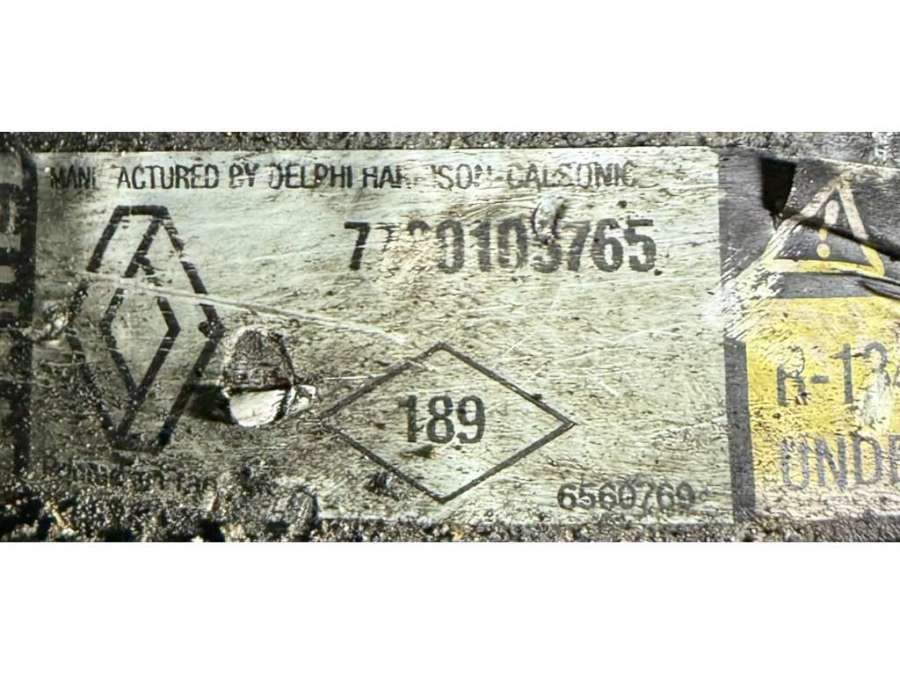 MANUFACTURED BY DELPHI HARRISON-CALSONIC
7700105765
189
6560769
R-134
UNDE